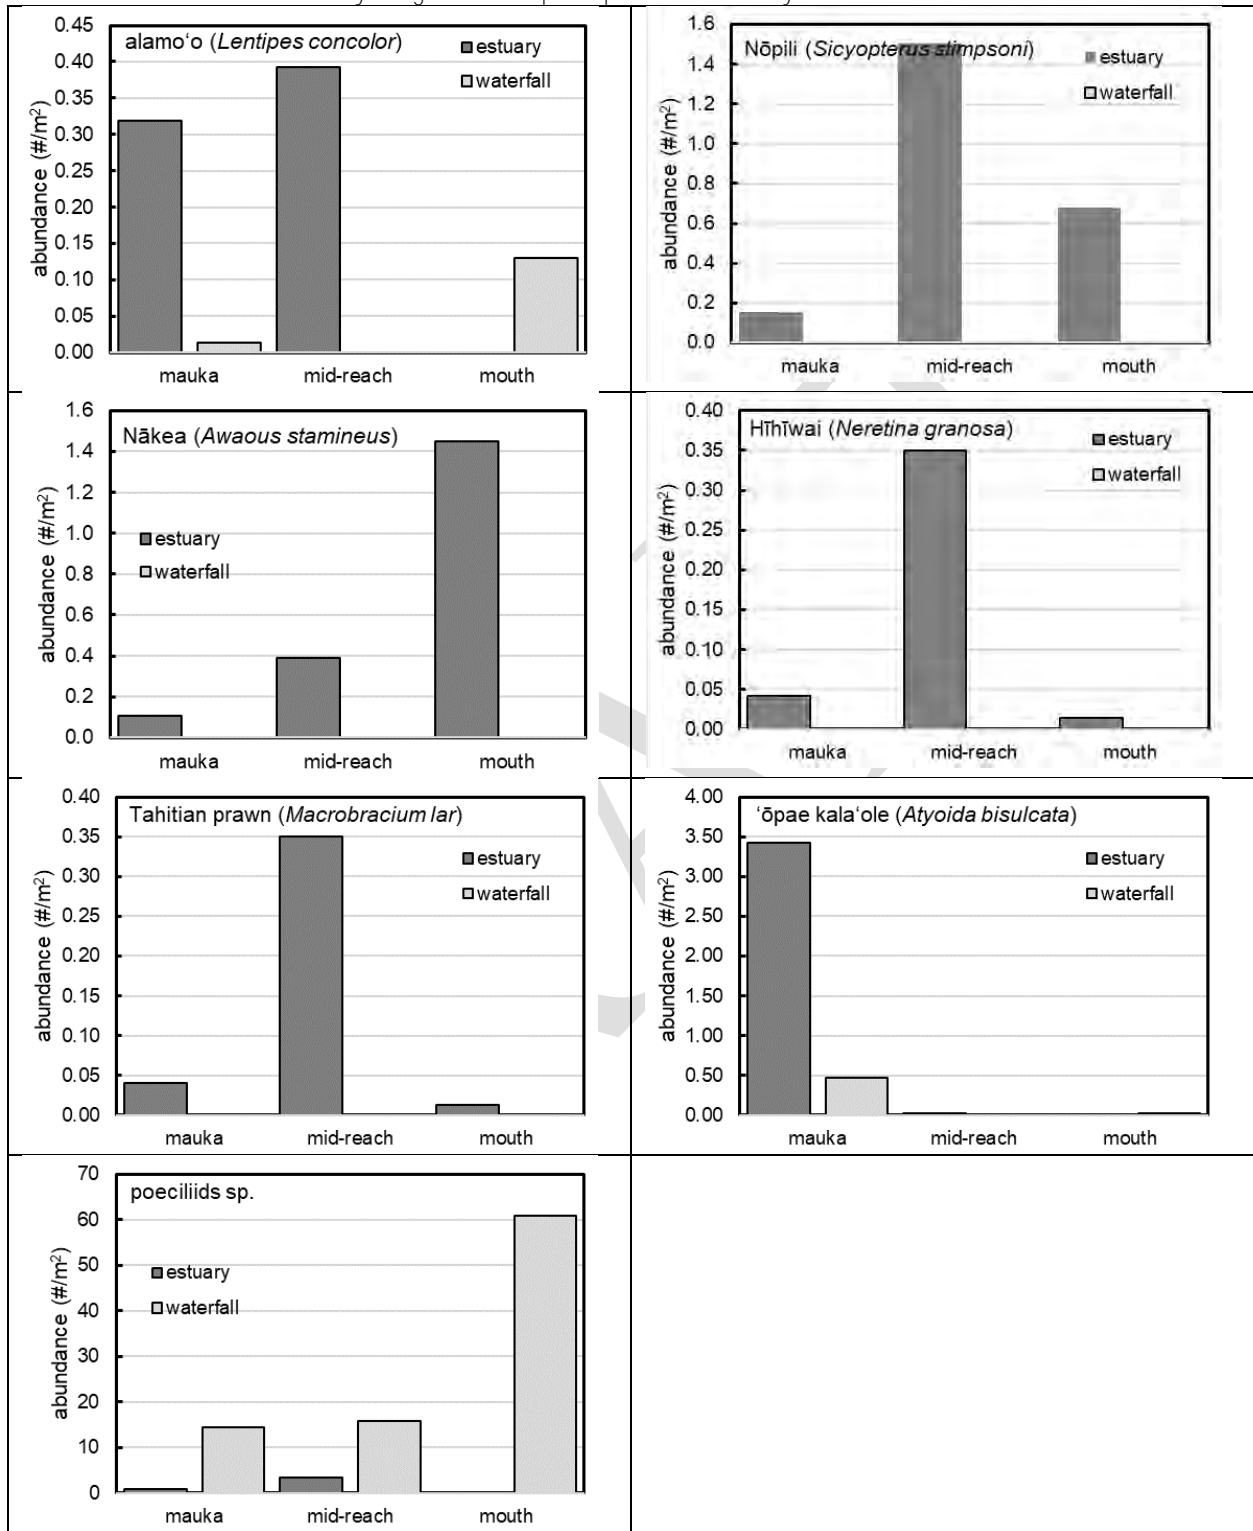 alamoʻo (Lentipes concolor)
estuary
waterfall
abundance (#/m²)
0.45
0.40
0.35
0.30
0.25
0.20
0.15
0.10
0.05
0.00
mauka mid-reach mouth
Nōpili (Sicyopterus stimpsoni)
estuary
waterfall
abundance (#/m²)
1.6
1.4
1.2
1.0
0.8
0.6
0.4
0.2
0.0
mauka mid-reach mouth
Nākea (Awaous stamineus)
estuary
waterfall
abundance (#/m²)
1.6
1.4
1.2
1.0
0.8
0.6
0.4
0.2
0.0
mauka mid-reach mouth
Hīhīwai (Neretina granosa)
estuary
waterfall
abundance (#/m²)
0.40
0.35
0.30
0.25
0.20
0.15
0.10
0.05
0.00
mauka mid-reach mouth
Tahitian prawn (Macrobracium lar)
estuary
waterfall
abundance (#/m²)
0.40
0.35
0.30
0.25
0.20
0.15
0.10
0.05
0.00
mauka mid-reach mouth
ʻōpae kalaʻole (Atyoida bisulcata)
estuary
waterfall
abundance (#/m²)
4.00
3.50
3.00
2.50
2.00
1.50
1.00
0.50
0.00
mauka mid-reach mouth
poeciliids sp.
estuary
waterfall
abundance (#/m²)
70
60
50
40
30
20
10
0
mauka mid-reach mouth